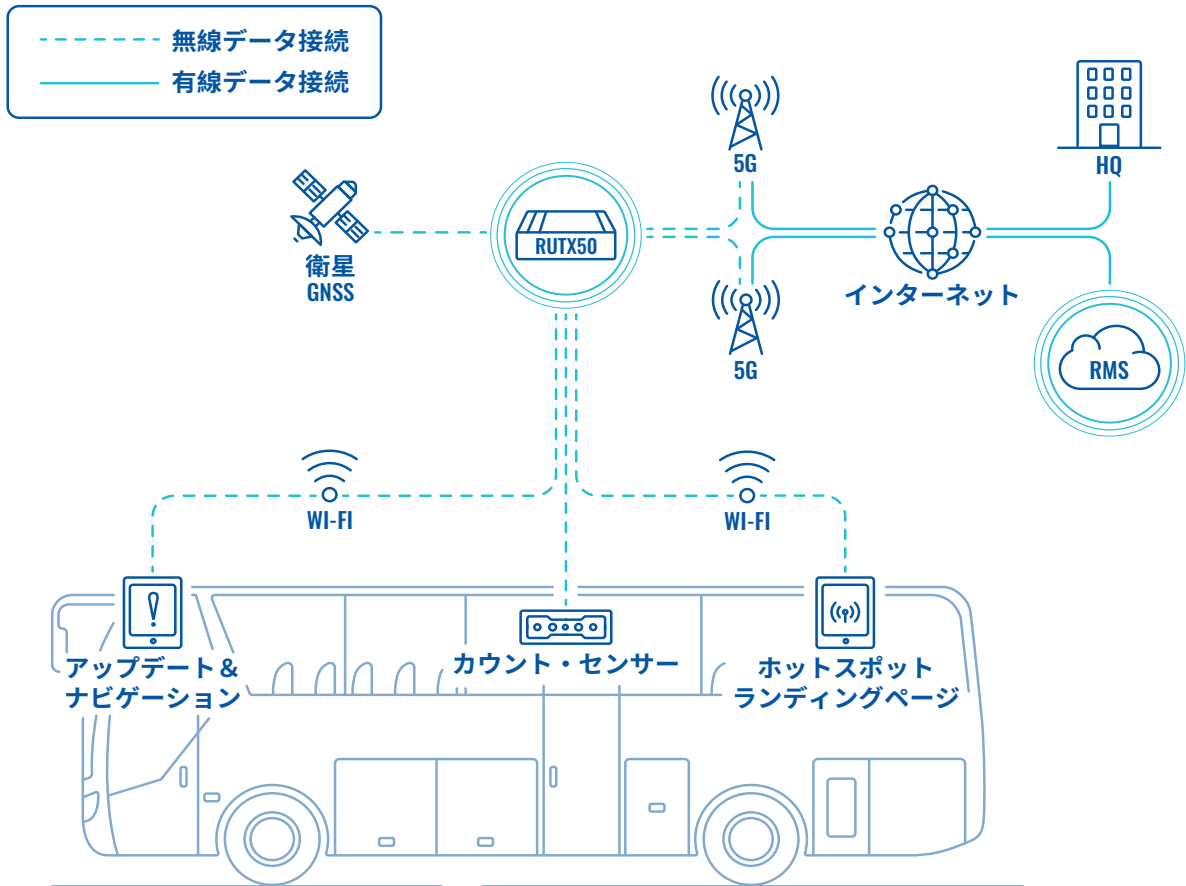 無線データ接続
有線データ接続
5G
HQ
RUTX50
衛星
GNSS
インターネット
5G
RMS
WI-FI
WI-FI
アップデート&
ナビゲーション
カウント・センサー
ホットスポット
ランディングページ